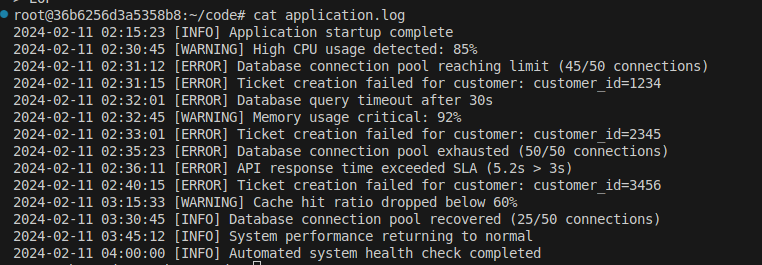 root@36b6256d3a5358b8:~/code# cat application.log
2024-02-11 02:15:23 [INFO] Application startup complete
2024-02-11 02:30:45 [WARNING] High CPU usage detected: 85%
2024-02-11 02:31:12 [ERROR] Database connection pool reaching limit (45/50 connections)
2024-02-11 02:31:15 [ERROR] Ticket creation failed for customer: customer_id=1234
2024-02-11 02:32:01 [ERROR] Database query timeout after 30s
2024-02-11 02:32:45 [WARNING] Memory usage critical: 92%
2024-02-11 02:33:01 [ERROR] Ticket creation failed for customer: customer_id=2345
2024-02-11 02:35:23 [ERROR] Database connection pool exhausted (50/50 connections)
2024-02-11 02:36:11 [ERROR] API response time exceeded SLA (5.2s > 3s)
2024-02-11 02:40:15 [ERROR] Ticket creation failed for customer: customer_id=3456
2024-02-11 03:15:33 [WARNING] Cache hit ratio dropped below 60%
2024-02-11 03:30:45 [INFO] Database connection pool recovered (25/50 connections)
2024-02-11 03:45:12 [INFO] System performance returning to normal
2024-02-11 04:00:00 [INFO] Automated system health check completed